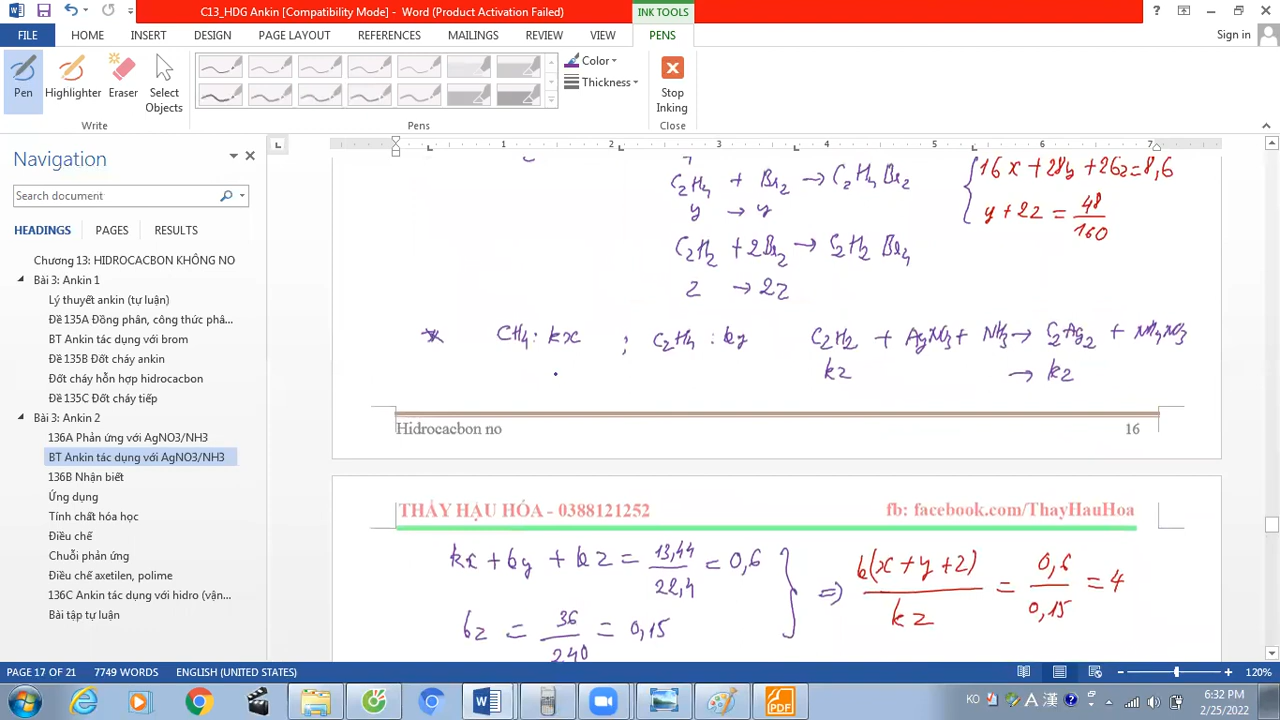 C13_HDG Ankin [Compatibility Mode] - Word (Product Activation Failed)
INK TOOLS
FILE HOME INSERT DESIGN PAGE LAYOUT REFERENCES MAILINGS REVIEW VIEW PENS
Sign in
Pen Highlighter Eraser Select Objects
Color
Thickness
Stop Inking
Write Pens Close
Navigation
Search document
HEADINGS PAGES RESULTS
Chương 13: HIDROCACBON KHÔNG NO
Bài 3: Ankin 1
Lý thuyết ankin (tự luận)
Đề 135A Đồng phân, công thức phâ...
BT Ankin tác dụng với brom
Đề 135B Đốt cháy ankin
Đốt cháy hỗn hợp hidrocacbon
Đề 135C Đốt cháy tiếp
Bài 3: Ankin 2
136A Phản ứng với AgNO3/NH3
BT Ankin tác dụng với AgNO3/NH3
136B Nhận biết
Ứng dụng
Tính chất hóa học
Điều chế
Chuỗi phản ứng
Điều chế axetilen, polime
136C Ankin tác dụng với hidro (vận...
Bài tập tự luận
1 2 3 4 5 6 7
C2H4 + Br2 → C2H4Br2
y → y
C2H2 + 2Br2 → C2H2Br4
z → 2z
16x + 28y + 26z = 8,6
y + 2z = 48/160
* CH4: kx ; C2H4: ky C2H2 + AgNO3 + NH3 → C2Ag2 + NH4NO3
kz → kz
Hidrocacbon no 16
THẦY HẬU HÓA - 0388121252 fb: facebook.com/ThayHauHoa
kx + ky + kz = 13,44/22,4 = 0,6
kz = 36/240 = 0,15
⇒ k(x + y + z)/kz = 0,6/0,15 = 4
PAGE 17 OF 21 7749 WORDS ENGLISH (UNITED STATES) 120%
KO A 漢
6:32 PM
2/25/2022
PDF